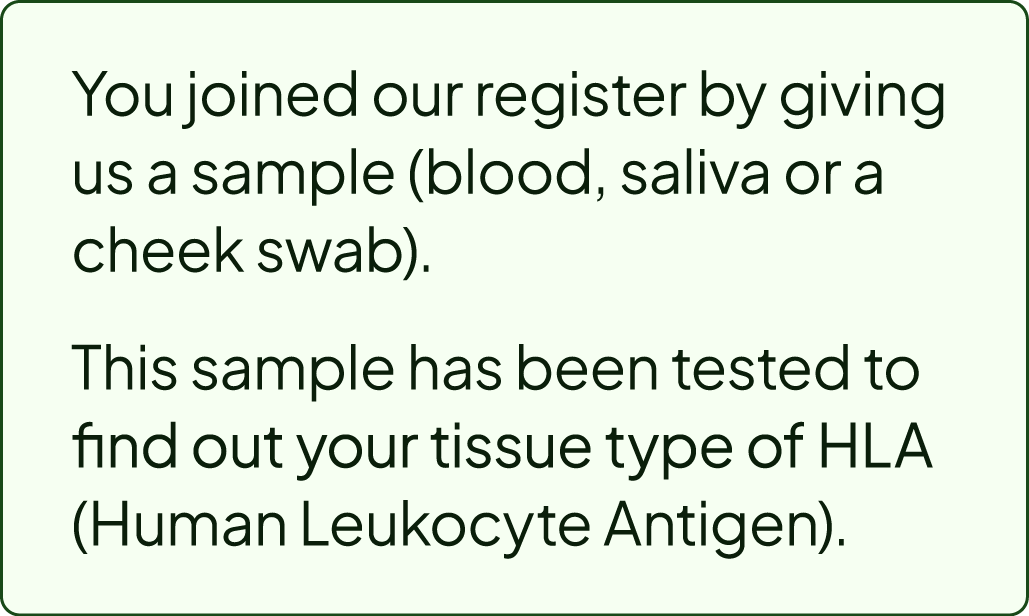 You joined our register by giving
us a sample (blood, saliva or a
cheek swab).
This sample has been tested to
find out your tissue type of HLA
(Human Leukocyte Antigen).